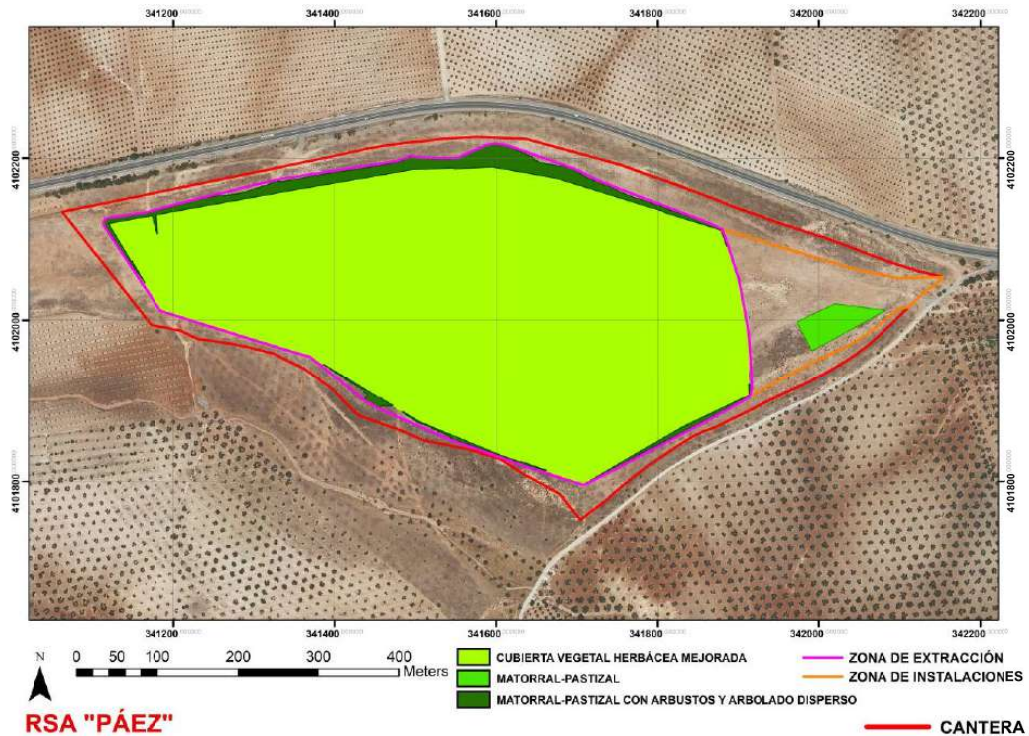 341200 341400 341600 341800 342000 342200
4102200 4102200
4102000 4102000
4101800 4101800
341200 341400 341600 341800 342000 342200
N 0 50 100 200 300 400 Meters
CUBIERTA VEGETAL HERBÁCEA MEJORADA
MATORRAL-PASTIZAL
MATORRAL-PASTIZAL CON ARBUSTOS Y ARBOLADO DISPERSO
ZONA DE EXTRACCIÓN
ZONA DE INSTALACIONES
RSA "PÁEZ"
CANTERA